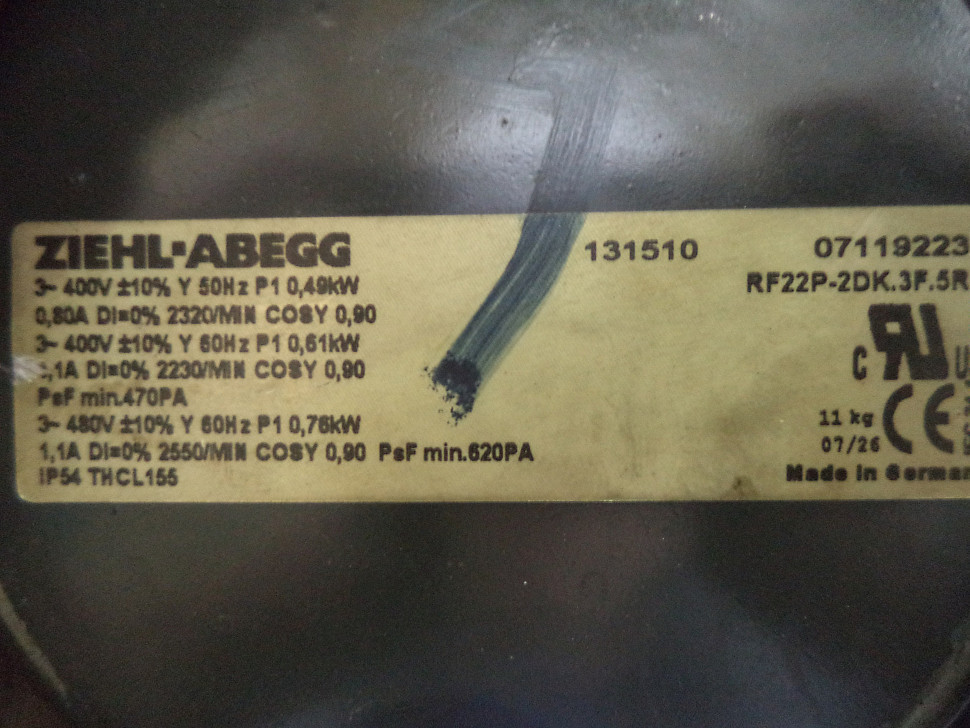 ZIEHL-ABEGG 131510 07119223
RF22P-2DK.3F.5R
3~ 400V ±10% Y 50Hz P1 0,49kW
0,80A DI=0% 2320/MIN COSY 0,90
3~ 400V ±10% Y 60Hz P1 0,61kW
,1A DI=0% 2230/MIN COSY 0,90
PsF min.470PA
3~ 480V ±10% Y 60Hz P1 0,76kW
1,1A DI=0% 2550/MIN COSY 0,90 PsF min.620PA
IP54 THCL155
c RU U
11 kg CE
07/26
Made in German